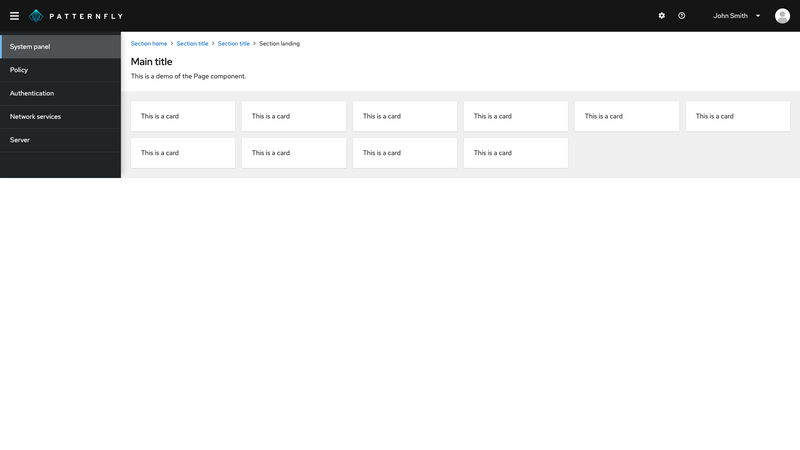 PATTERNFLY
John Smith
System panel
Policy
Authentication
Network services
Server
Section home > Section title > Section title > Section landing
Main title
This is a demo of the Page component.
This is a card This is a card This is a card This is a card This is a card This is a card
This is a card This is a card This is a card This is a card